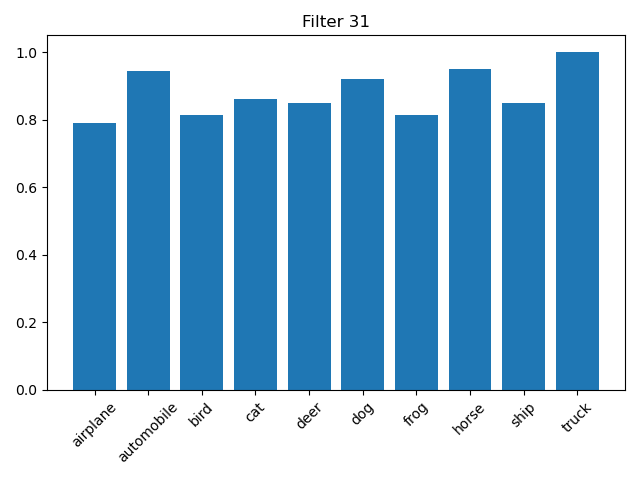 Filter 31
1.0
0.8
0.6
0.4
0.2
0.0
airplane
automobile
bird
cat
deer
dog
frog
horse
ship
truck